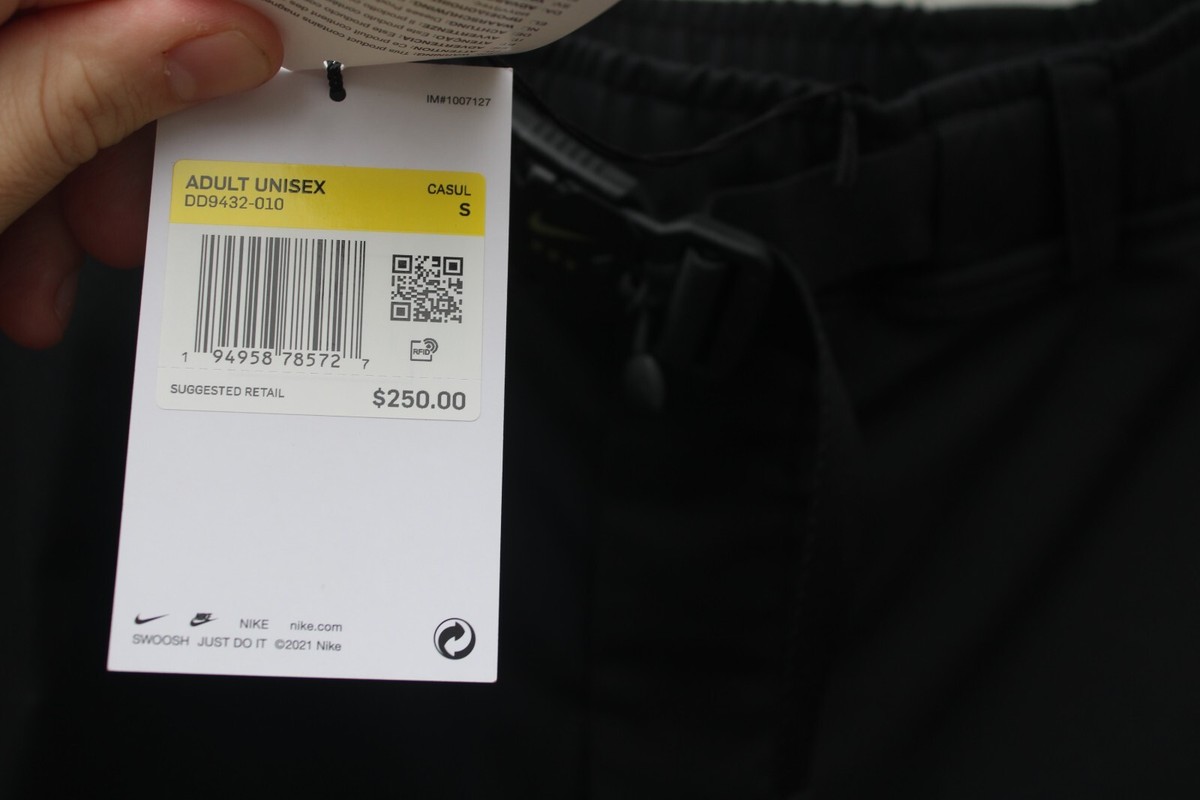 IM#1007127
ADULT UNISEX CASUL
DD9432-010 S
RFID
1 94958 78572 7
SUGGESTED RETAIL $250.00
NIKE NIKE nike.com
SWOOSH JUST DO IT ©2021 Nike